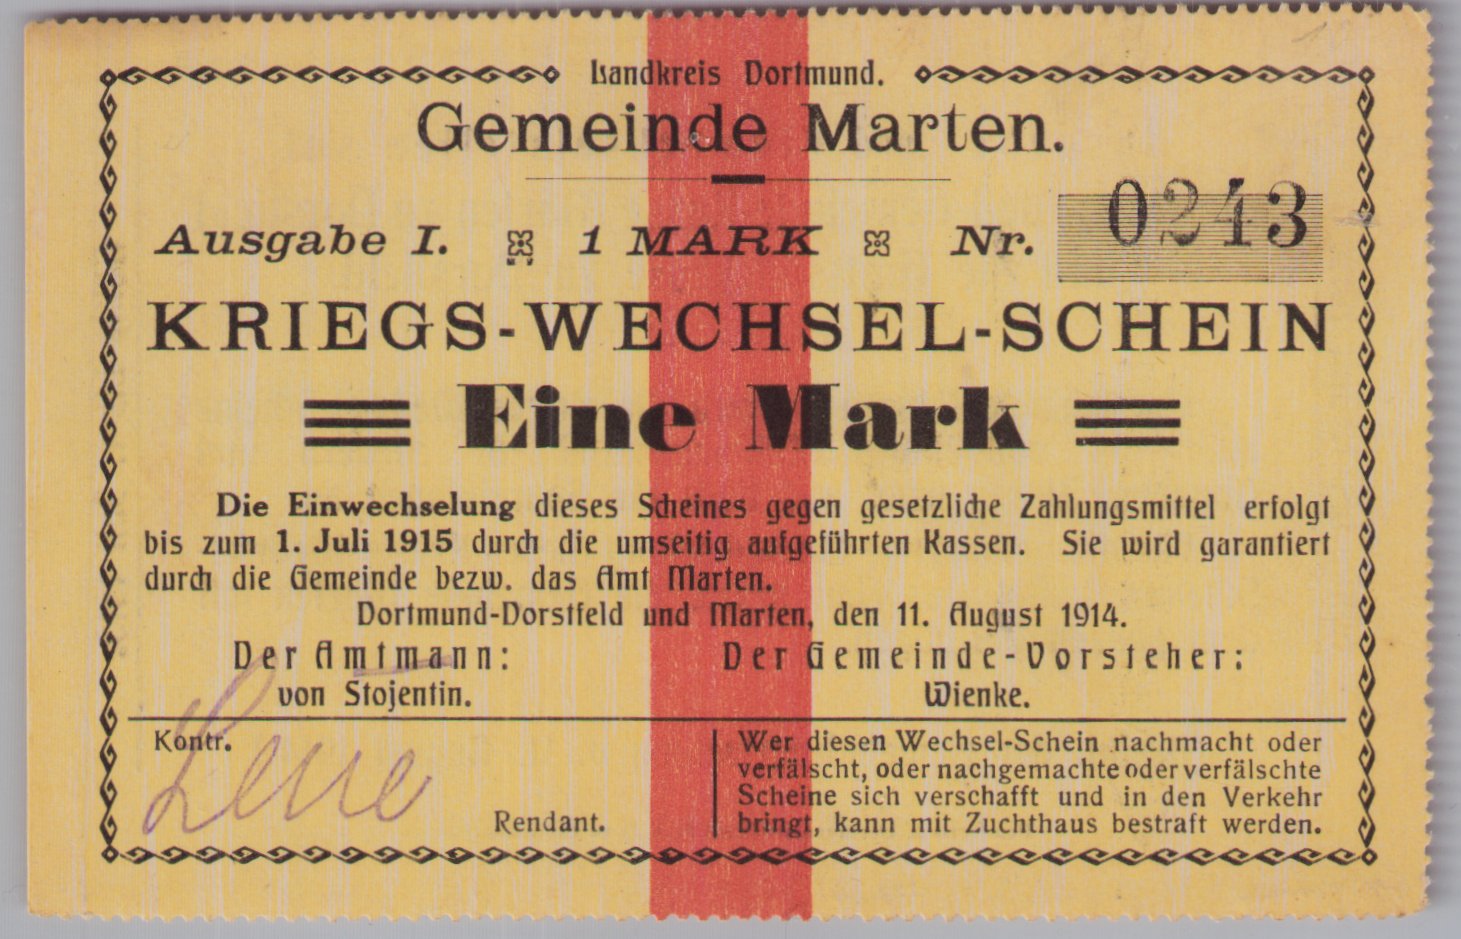 Landkreis Dortmund.
Gemeinde Marten.
Ausgabe I. 1 MARK Nr. 0243
KRIEGS-WECHSEL-SCHEIN
Eine Mark
Die Einwechselung dieses Scheines gegen gesetzliche Zahlungsmittel erfolgt
bis zum 1. Juli 1915 durch die umseitig aufgeführten Kassen. Sie wird garantiert
durch die Gemeinde bezw. das Amt Marten.
Dortmund-Dorstfeld und Marten, den 11. August 1914.
Der Amtmann: Der Gemeinde-Vorsteher:
von Stojentin. Wienke.
Kontr.
Rendant.
Wer diesen Wechsel-Schein nachmacht oder
verfälscht, oder nachgemachte oder verfälschte
Scheine sich verschafft und in den Verkehr
bringt, kann mit Zuchthaus bestraft werden.